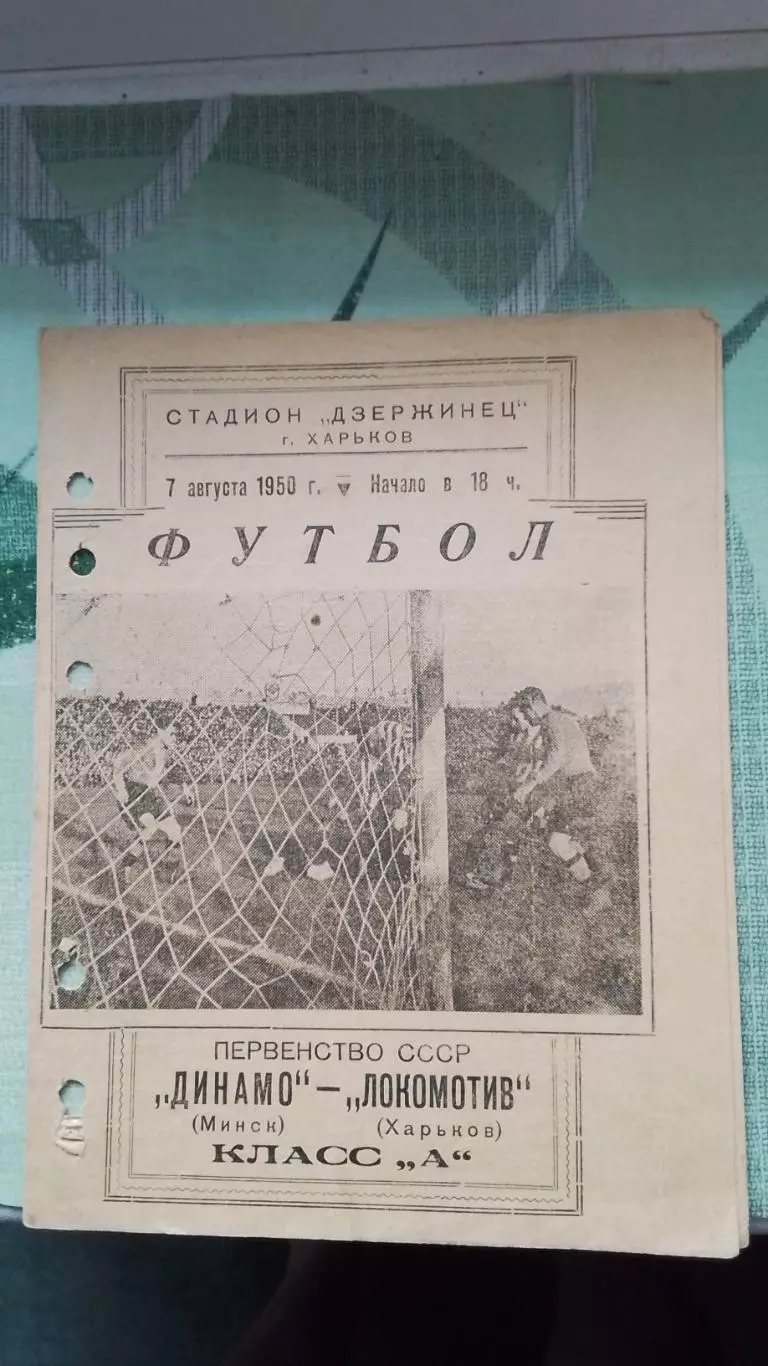 СТАДИОН „ДЗЕРЖИНЕЦ“
г. ХАРЬКОВ
7 августа 1950 г. Начало в 18 ч.
ФУТБОЛ
ПЕРВЕНСТВО СССР
„ДИНАМО“ — „ЛОКОМОТИВ“
(Минск) (Харьков)
КЛАСС „А“